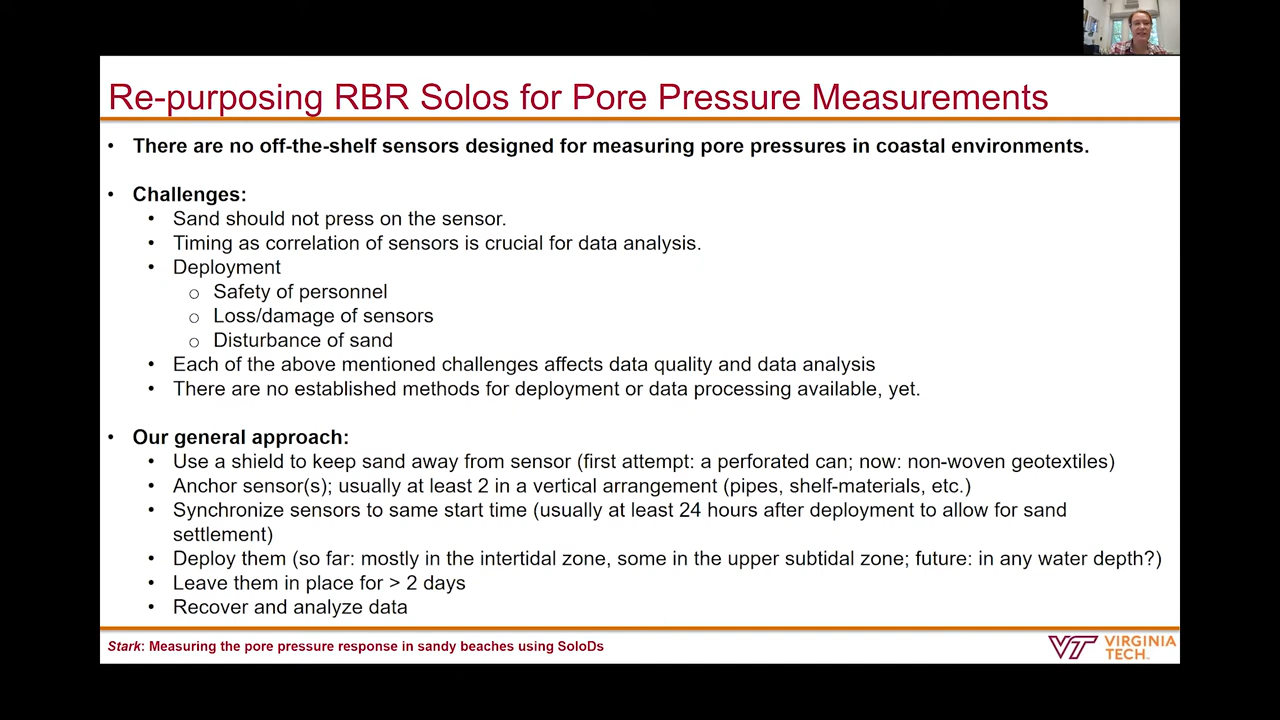 Re-purposing RBR Solos for Pore Pressure Measurements
• There are no off-the-shelf sensors designed for measuring pore pressures in coastal environments.
• Challenges:
• Sand should not press on the sensor.
• Timing as correlation of sensors is crucial for data analysis.
• Deployment
o Safety of personnel
o Loss/damage of sensors
o Disturbance of sand
• Each of the above mentioned challenges affects data quality and data analysis
• There are no established methods for deployment or data processing available, yet.
• Our general approach:
• Use a shield to keep sand away from sensor (first attempt: a perforated can; now: non-woven geotextiles)
• Anchor sensor(s); usually at least 2 in a vertical arrangement (pipes, shelf-materials, etc.)
• Synchronize sensors to same start time (usually at least 24 hours after deployment to allow for sand
settlement)
• Deploy them (so far: mostly in the intertidal zone, some in the upper subtidal zone; future: in any water depth?)
• Leave them in place for > 2 days
• Recover and analyze data
Stark: Measuring the pore pressure response in sandy beaches using SoloDs
VT VIRGINIA
TECH